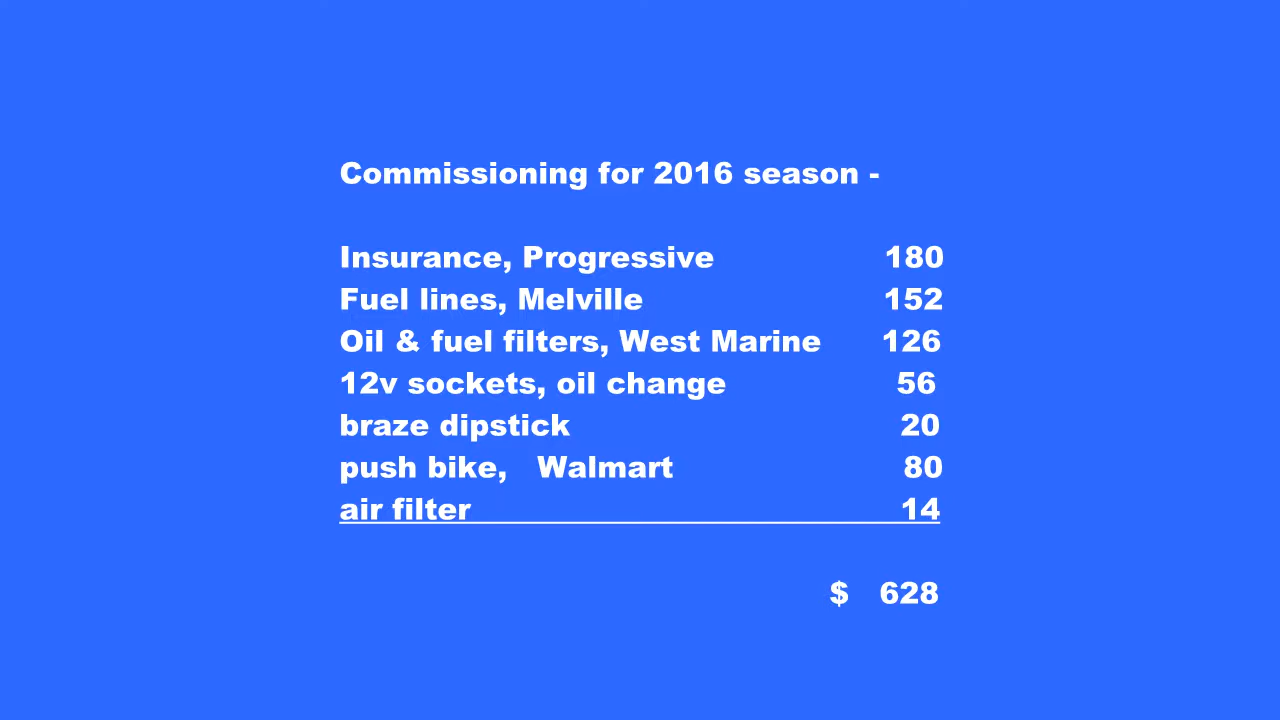 Commissioning for 2016 season -
Insurance, Progressive 180
Fuel lines, Melville 152
Oil & fuel filters, West Marine 126
12v sockets, oil change 56
braze dipstick 20
push bike, Walmart 80
air filter 14
$ 628